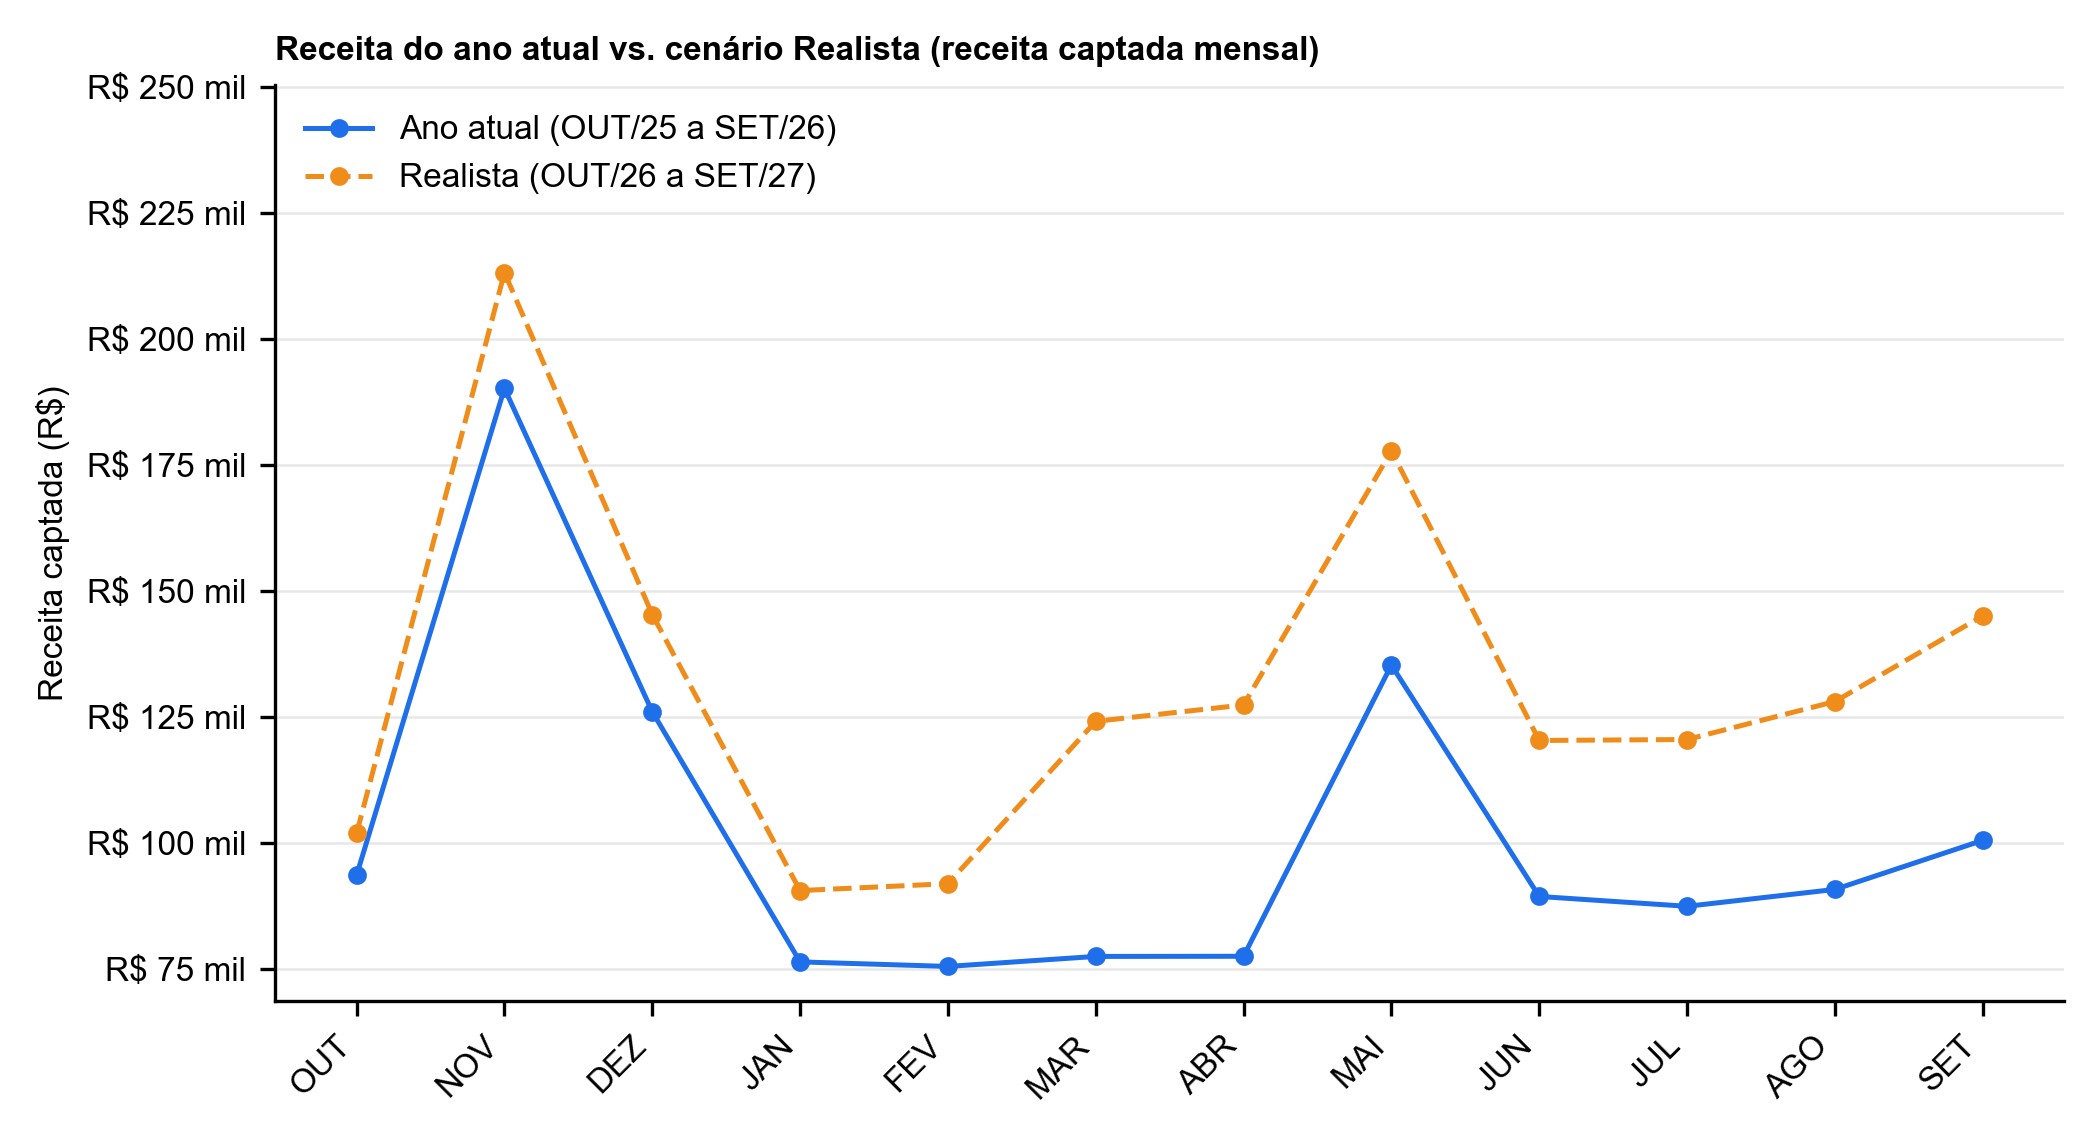 Receita do ano atual vs. cenário Realista (receita captada mensal)
R$ 250 mil
Ano atual (OUT/25 a SET/26)
Realista (OUT/26 a SET/27)
R$ 225 mil
R$ 200 mil
R$ 175 mil
R$ 150 mil
R$ 125 mil
R$ 100 mil
R$ 75 mil
Receita captada (R$)
OUT
NOV
DEZ
JAN
FEV
MAR
ABR
MAI
JUN
JUL
AGO
SET